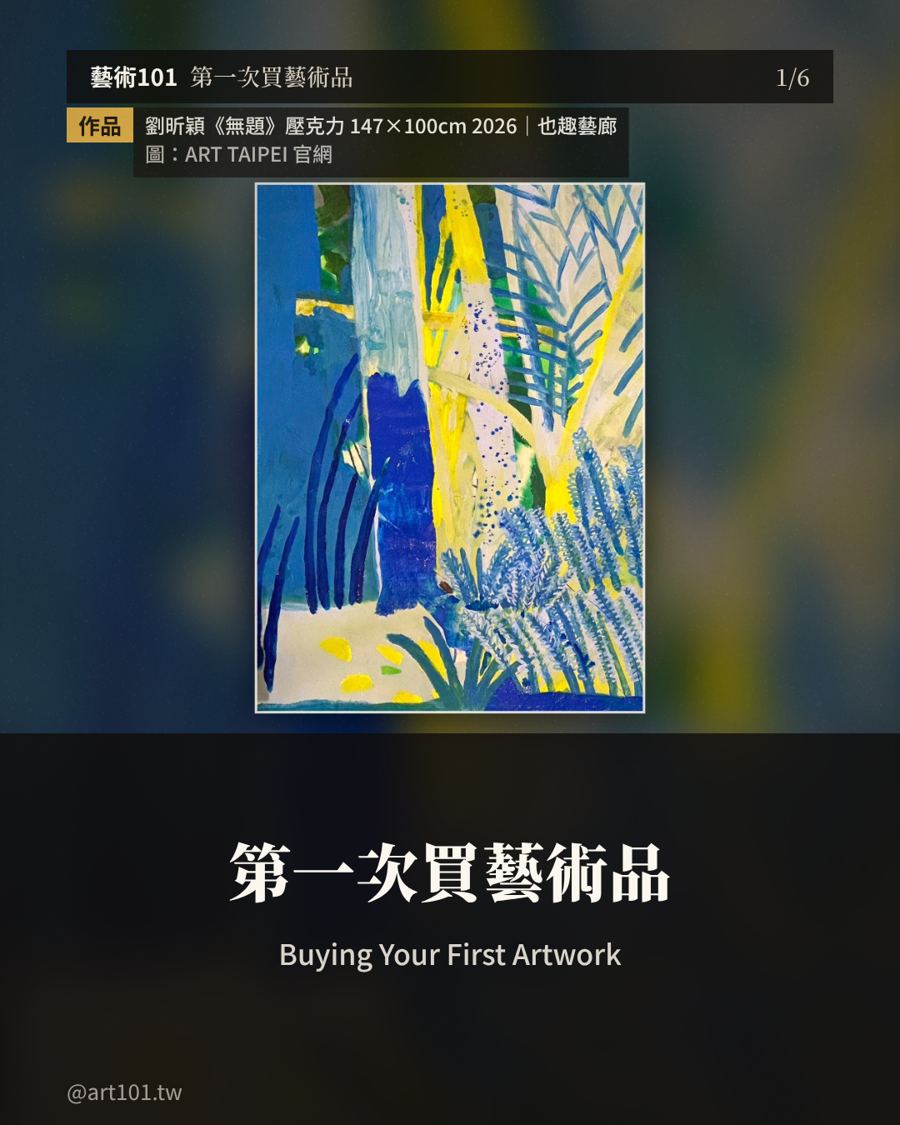 藝術101 第一次買藝術品 1/6
作品 劉昕穎《無題》壓克力 147×100cm 2026｜也趣藝廊
圖：ART TAIPEI 官網
第一次買藝術品
Buying Your First Artwork
@art101.tw